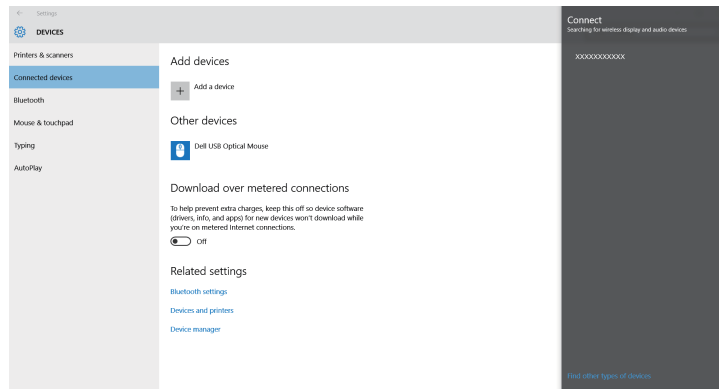 Settings
DEVICES
Printers & scanners
Connected devices
Bluetooth
Mouse & touchpad
Typing
AutoPlay
Add devices
Add a device
Other devices
Dell USB Optical Mouse
Download over metered connections
To help prevent extra charges, keep this off so device software
(drivers, info, and apps) for new devices won't download while
you're on metered Internet connections.
Off
Related settings
Bluetooth settings
Devices and printers
Device manager
Connect
Searching for wireless display and audio devices
XXXXXXXXXXX
Find other types of devices